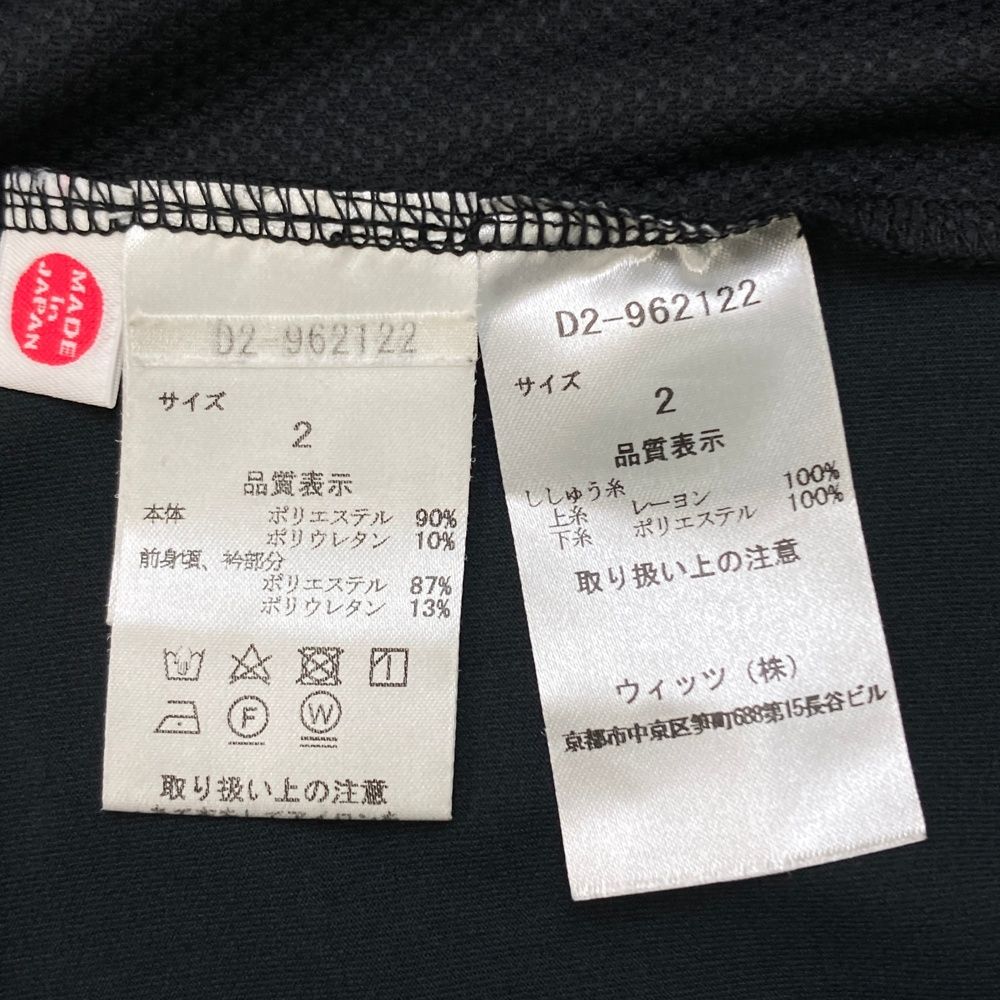 MADE
in
JAPAN
D2-962122
サイズ
2
品質表示
本体 ポリエステル 90%
ポリウレタン 10%
前身頃、衿部分
ポリエステル 87%
ポリウレタン 13%
F
W
取り扱い上の注意
D2-962122
サイズ
2
品質表示
ししゅう糸
上糸 レーヨン 100%
下糸 ポリエステル 100%
取り扱い上の注意
ウィッツ(株)
京都市中京区笋町688第15長谷ビル